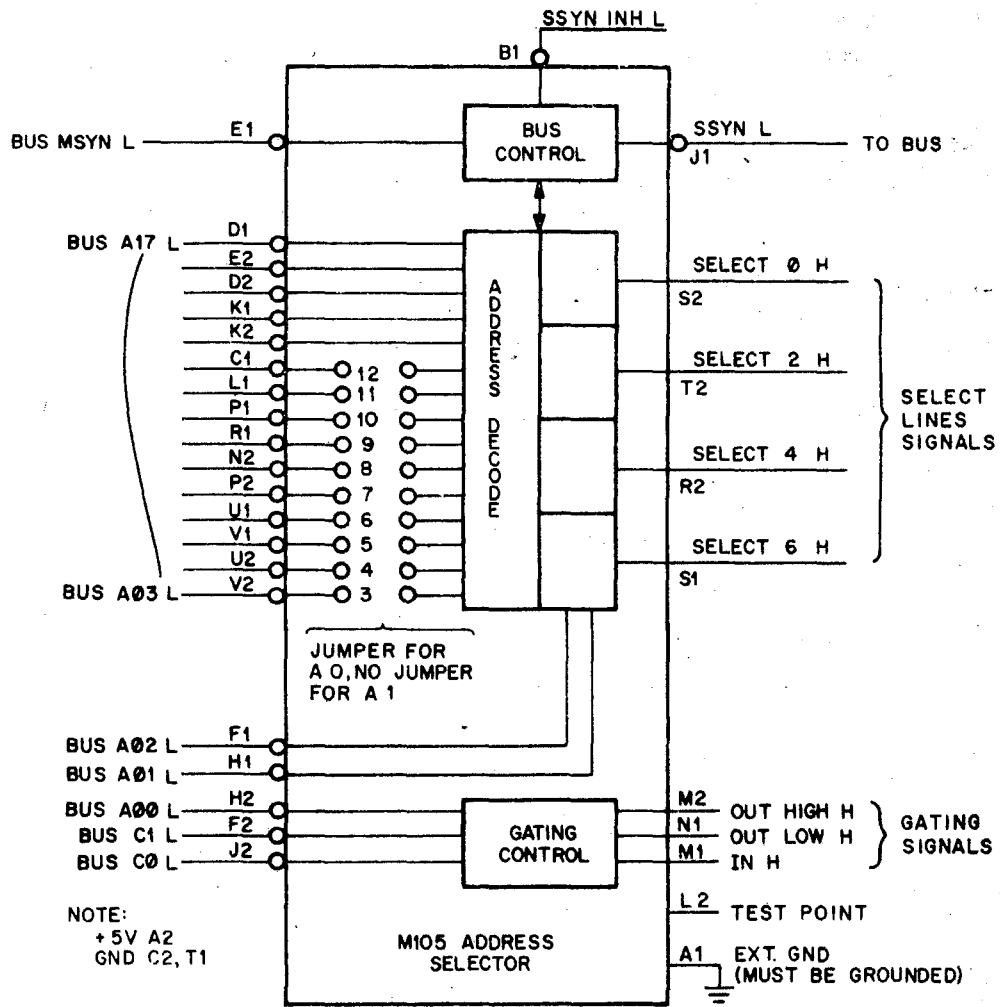 SSYN INH L
B1
BUS MSYN L
E1
BUS CONTROL
SSYN L
J1
TO BUS
BUS A17 L
D1
E2
D2
K1
K2
C1
L1
P1
R1
N2
P2
U1
V1
U2
V2
BUS A03 L
12
11
10
9
8
7
6
5
4
3
ADDRESS DECODE
SELECT 0 H
S2
SELECT 2 H
T2
SELECT 4 H
R2
SELECT 6 H
S1
SELECT
LINES
SIGNALS
JUMPER FOR
A 0, NO JUMPER
FOR A 1
BUS A02 L
F1
BUS A01 L
H1
BUS A00 L
H2
BUS C1 L
F2
BUS C0 L
J2
GATING
CONTROL
M2
OUT HIGH H
N1
OUT LOW H
M1
IN H
GATING
SIGNALS
L2
TEST POINT
A1
EXT. GND
(MUST BE GROUNDED)
NOTE:
+5V A2
GND C2, T1
M105 ADDRESS
SELECTOR